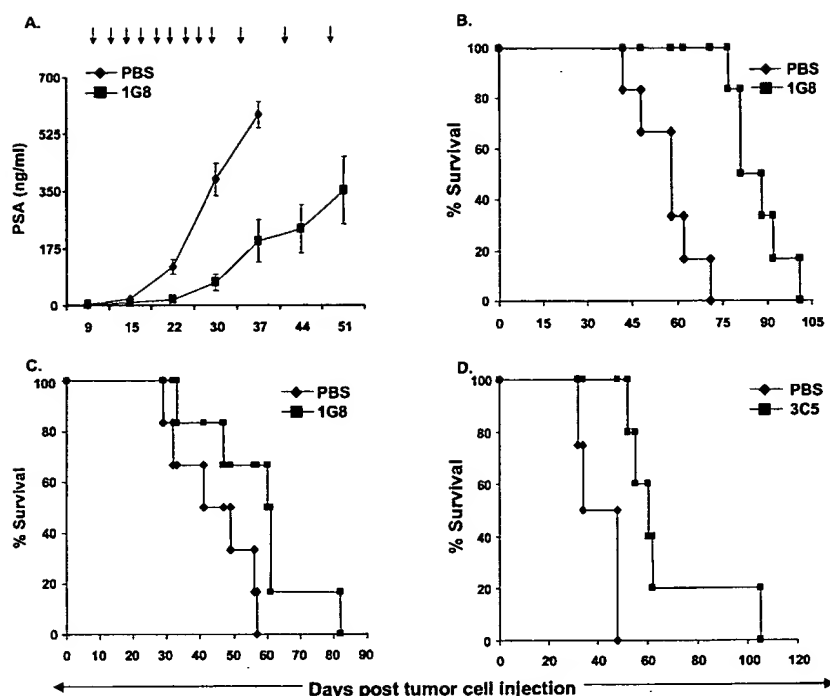 A.
PBS
1G8
PSA (ng/ml)
700
525
350
175
0
9 15 22 30 37 44 51
B.
PBS
1G8
% Survival
100
80
60
40
20
0
0 15 30 45 60 75 90 105
C.
PBS
1G8
% Survival
100
80
60
40
20
0
0 10 20 30 40 50 60 70 80 90
D.
PBS
3C5
% Survival
100
80
60
40
20
0
0 20 40 60 80 100 120
Days post tumor cell injection